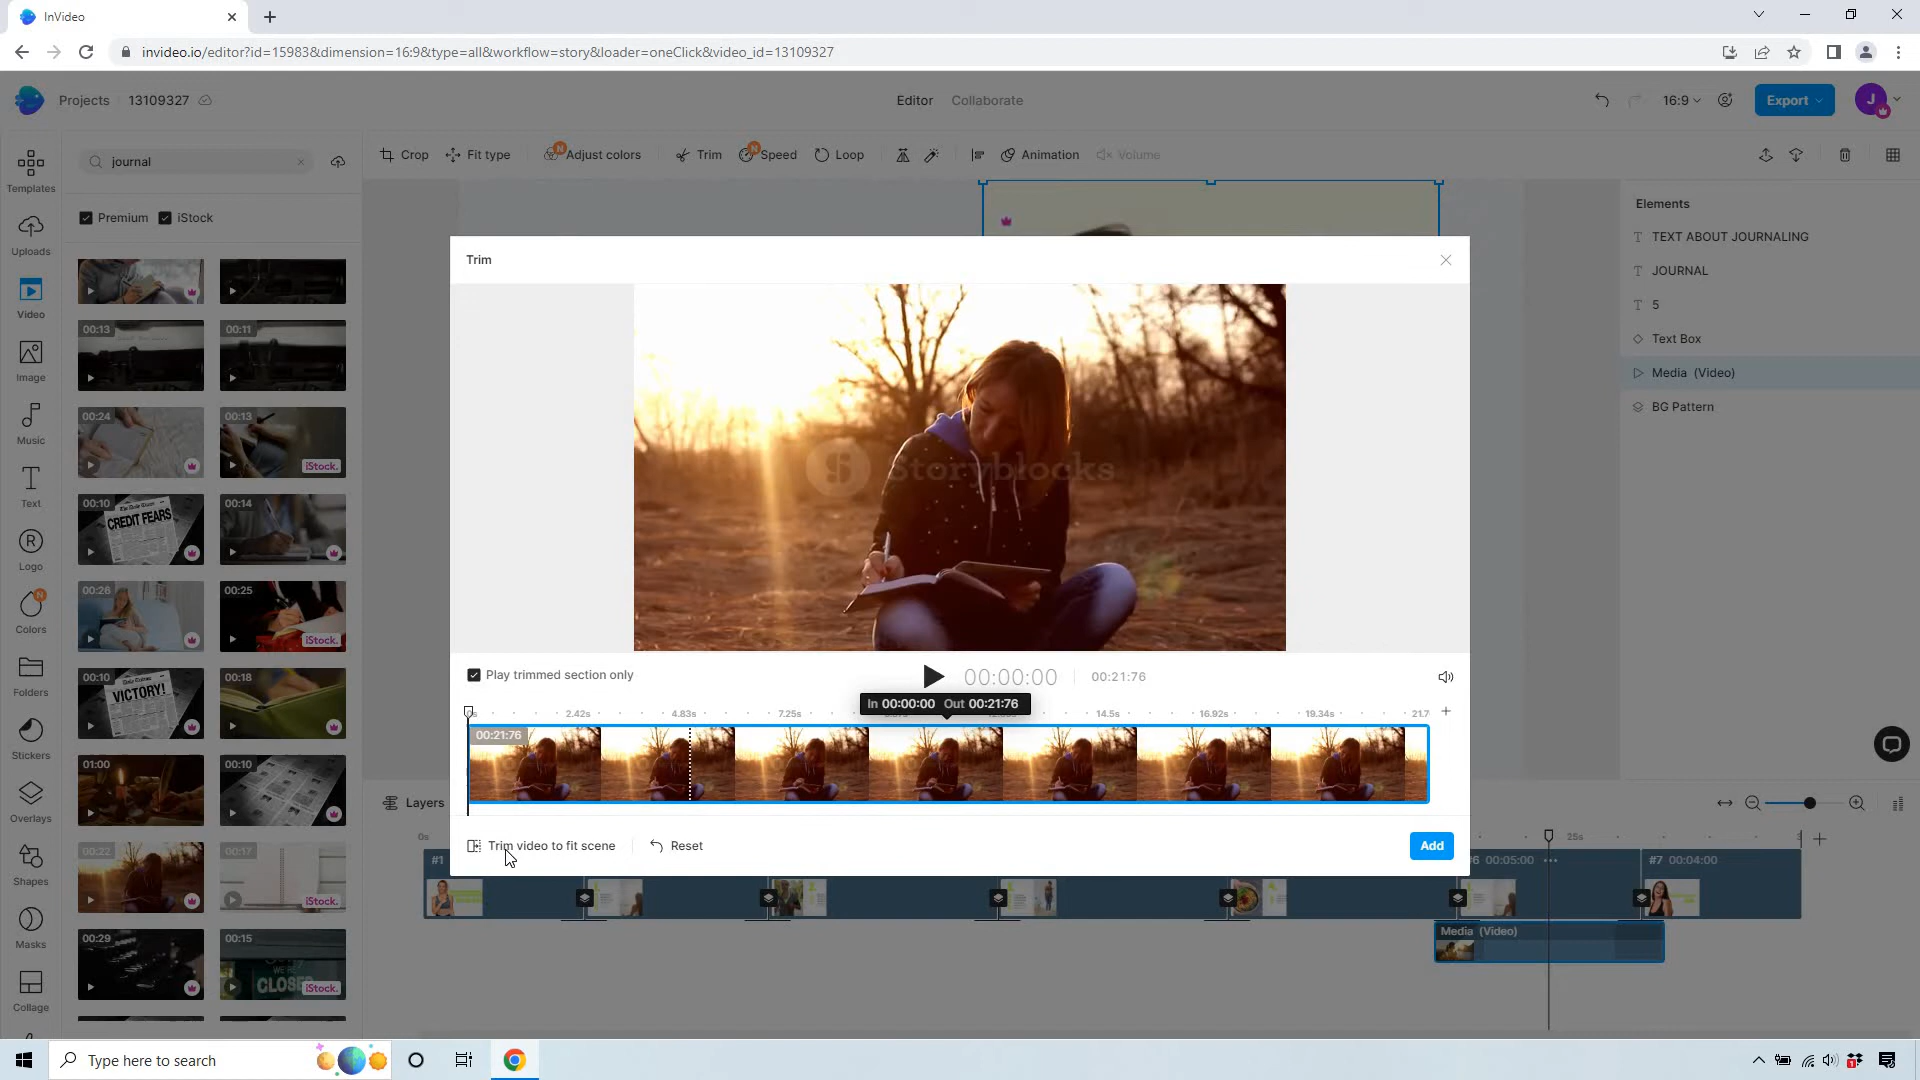 InVideo
invideo.io/editor?id=15983&dimension=16:9&type=all&workflow=story&loader=oneClick&video_id=13109327
Projects 13109327
Editor Collaborate
16:9
Export
J
journal
Crop Fit type Adjust colors Trim Speed Loop Animation Volume
N N
Templates
Uploads
Video
Image
Music
Text
Logo
Colors
Folders
Stickers
Overlays
Shapes
Masks
Collage
Premium iStock
00:13 00:11
00:24 00:13
iStock.
00:10 00:14
CREDIT FEARS
00:26 00:25
iStock.
00:10 00:18
VICTORY!
01:00 00:10
00:22 00:17
iStock.
00:29 00:15
CLOSE
iStock.
Elements
TEXT ABOUT JOURNALING
JOURNAL
5
Text Box
Media (Video)
BG Pattern
Trim
Storyblocks
Play trimmed section only
00:00:00 00:21:76
In 00:00:00 Out 00:21:76
2.42s 4.83s 7.25s 14.5s 16.92s 19.34s 21.7
00:21:76
Trim video to fit scene Reset
Add
Layers
0s 25s
#1 #6 00:05:00 #7 00:04:00
Media (Video)
Type here to search